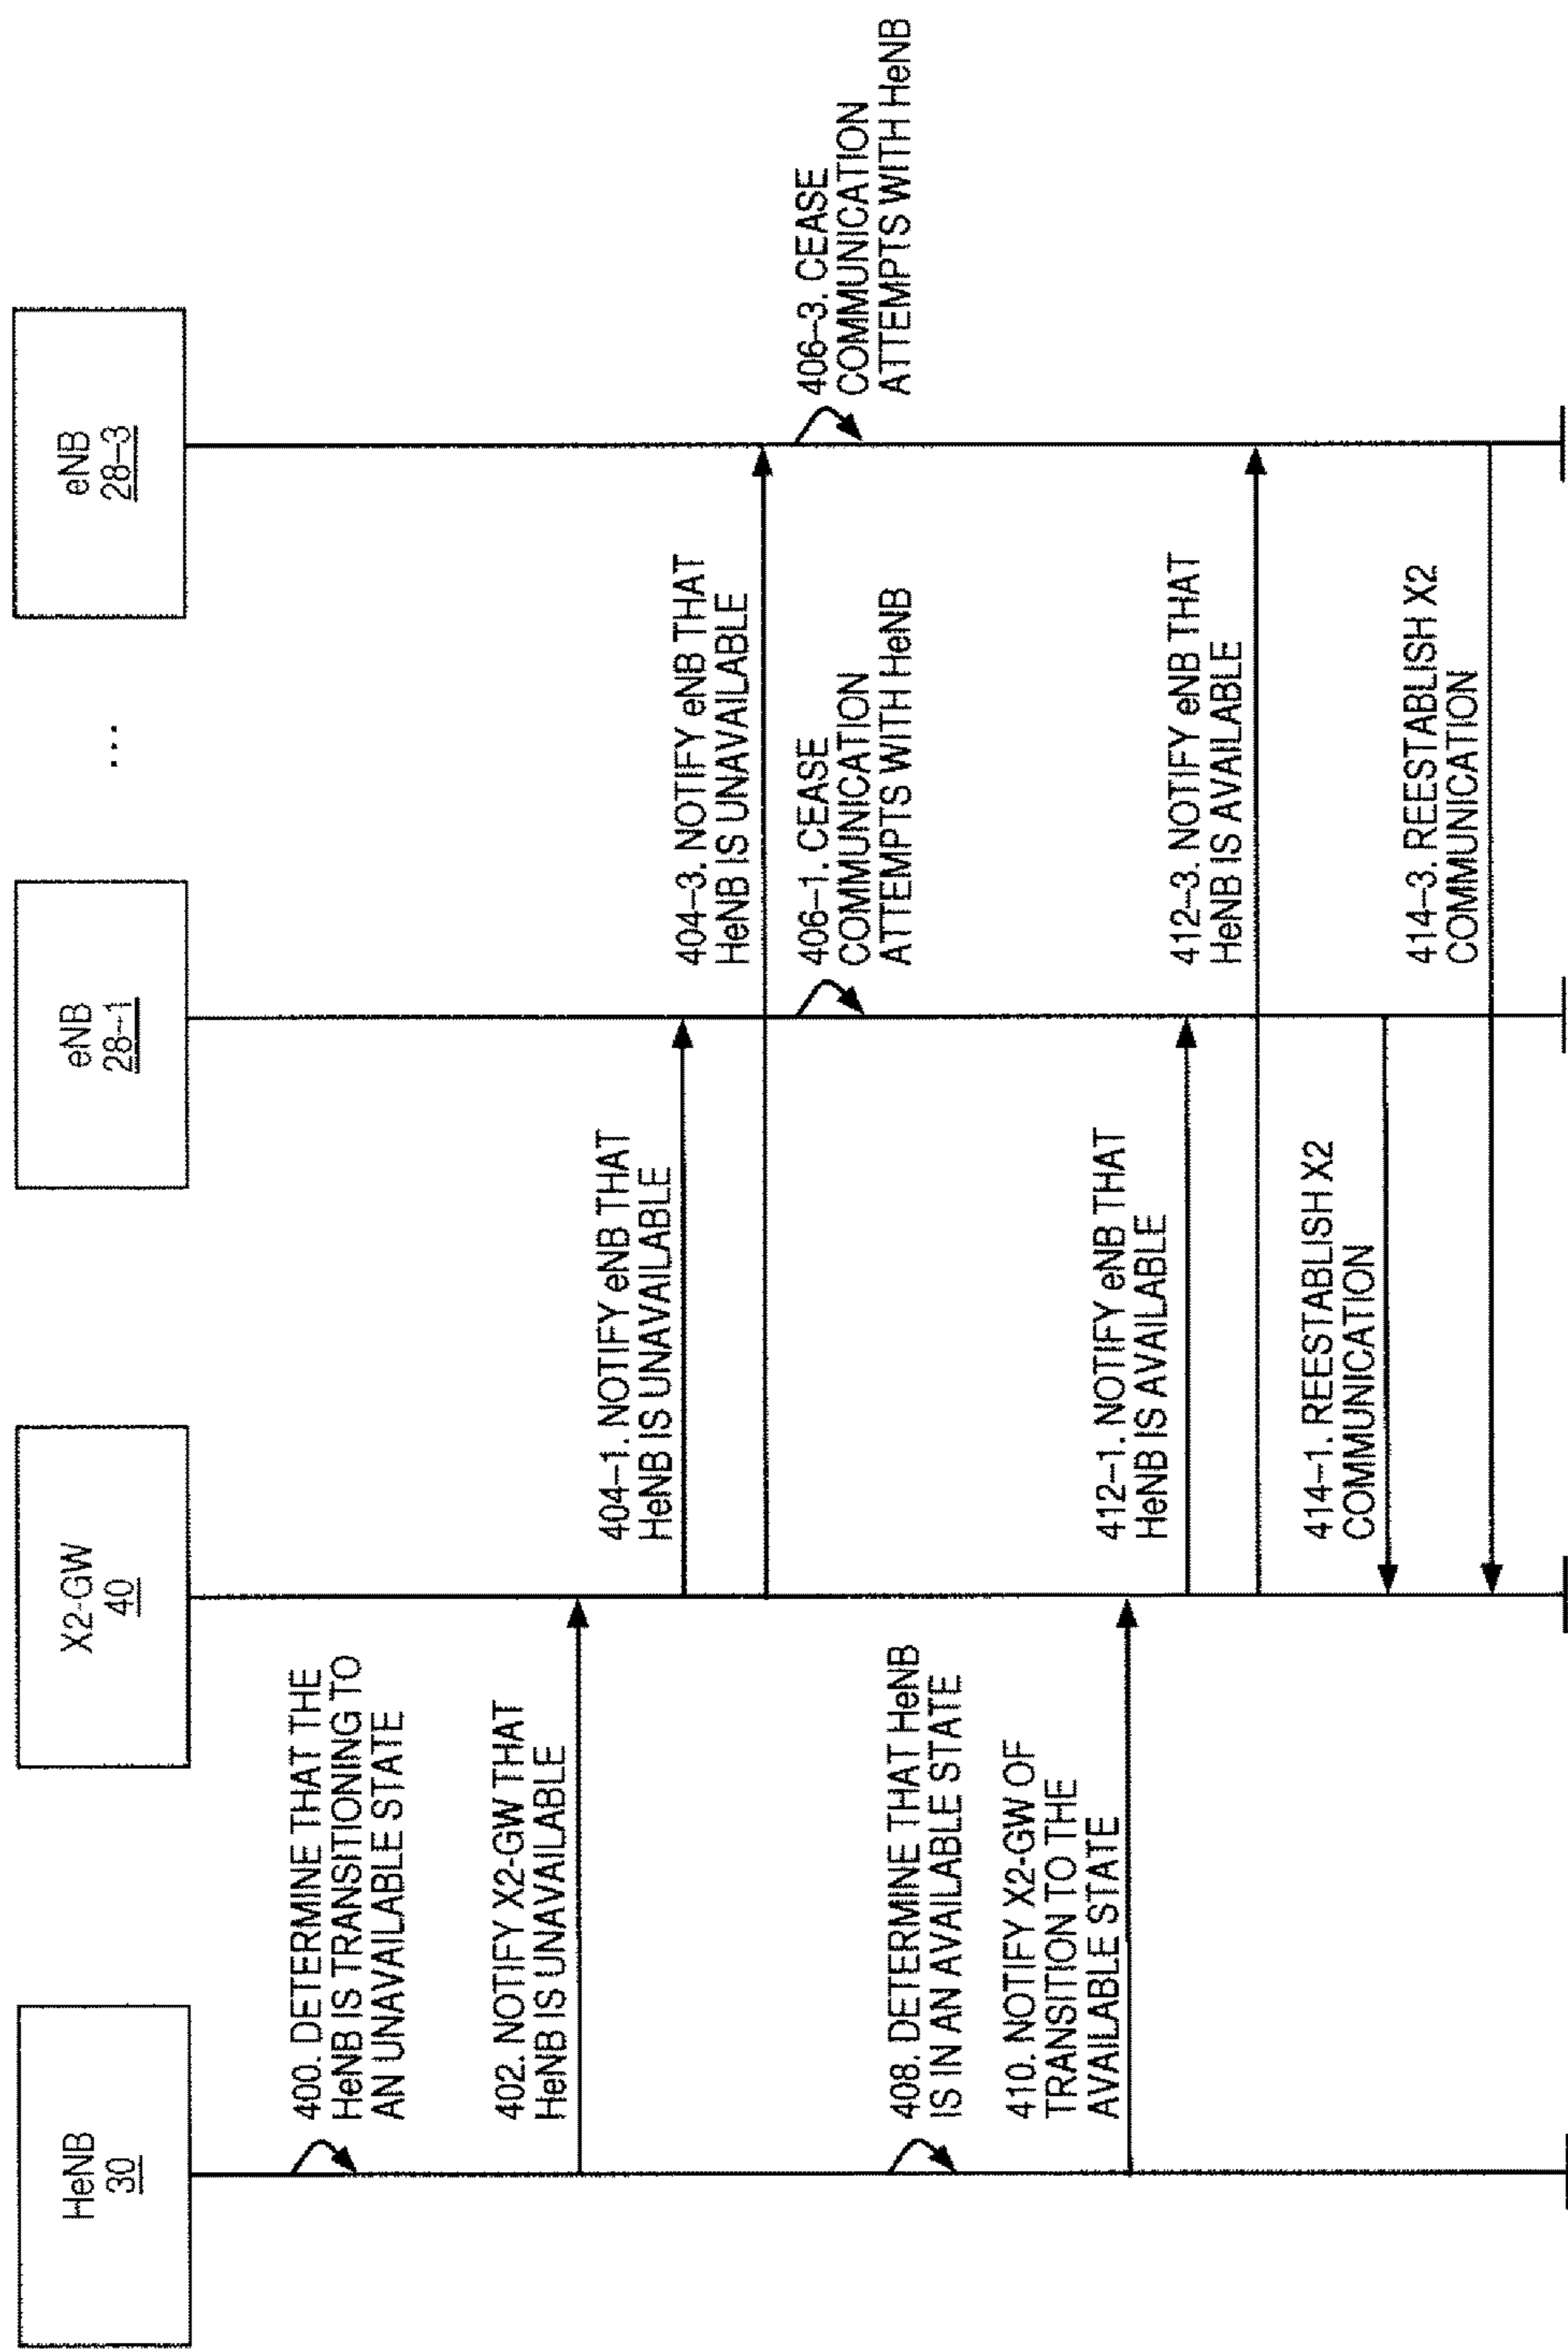 HeNB
30
X2-GW
40
eNB
28-1
...
eNB
28-3
400. DETERMINE THAT THE
HeNB IS TRANSITIONING TO
AN UNAVAILABLE STATE
402. NOTIFY X2-GW THAT
HeNB IS UNAVAILABLE
404-1. NOTIFY eNB THAT
HeNB IS UNAVAILABLE
404-3. NOTIFY eNB THAT
HeNB IS UNAVAILABLE
406-1. CEASE
COMMUNICATION
ATTEMPTS WITH HeNB
406-3. CEASE
COMMUNICATION
ATTEMPTS WITH HeNB
408. DETERMINE THAT HeNB
IS IN AN AVAILABLE STATE
410. NOTIFY X2-GW OF
TRANSITION TO THE
AVAILABLE STATE
412-1. NOTIFY eNB THAT
HeNB IS AVAILABLE
412-3. NOTIFY eNB THAT
HeNB IS AVAILABLE
414-1. REESTABLISH X2
COMMUNICATION
414-3. REESTABLISH X2
COMMUNICATION